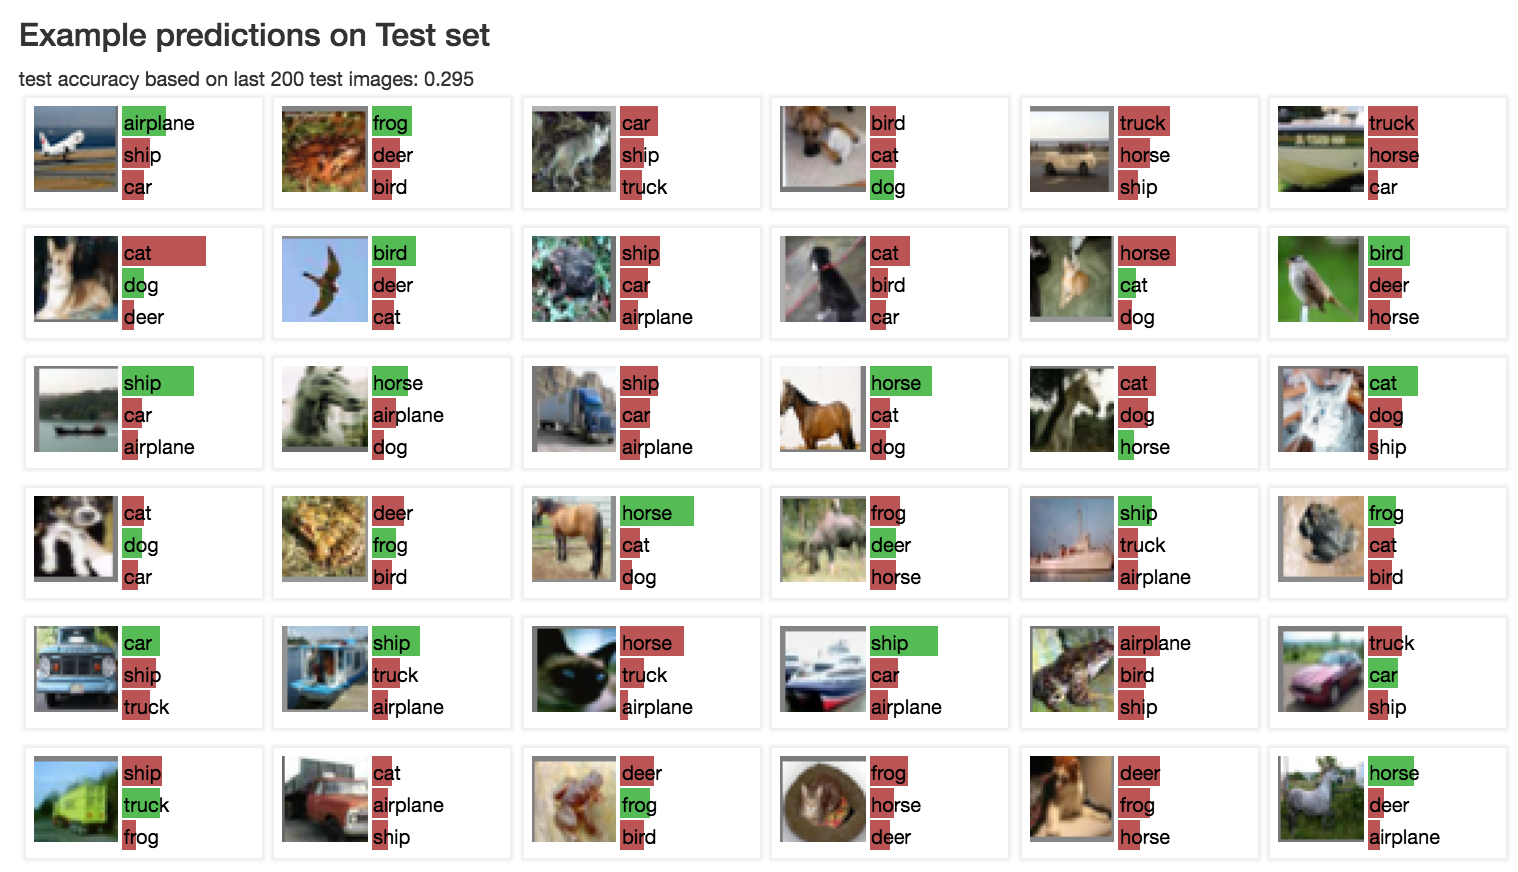 Example predictions on Test set
test accuracy based on last 200 test images: 0.295
airplane
ship
car
frog
deer
bird
car
ship
truck
bird
cat
dog
truck
horse
ship
truck
horse
car
cat
dog
deer
bird
deer
cat
ship
car
airplane
cat
bird
car
horse
cat
dog
bird
deer
horse
ship
car
airplane
horse
airplane
dog
ship
car
airplane
horse
cat
dog
cat
dog
horse
cat
dog
ship
cat
dog
car
deer
frog
bird
horse
cat
dog
frog
deer
horse
ship
truck
airplane
frog
cat
bird
car
ship
truck
ship
truck
airplane
horse
truck
airplane
ship
car
airplane
airplane
bird
ship
truck
car
ship
ship
truck
frog
cat
airplane
ship
deer
frog
bird
frog
horse
deer
deer
frog
horse
horse
deer
airplane